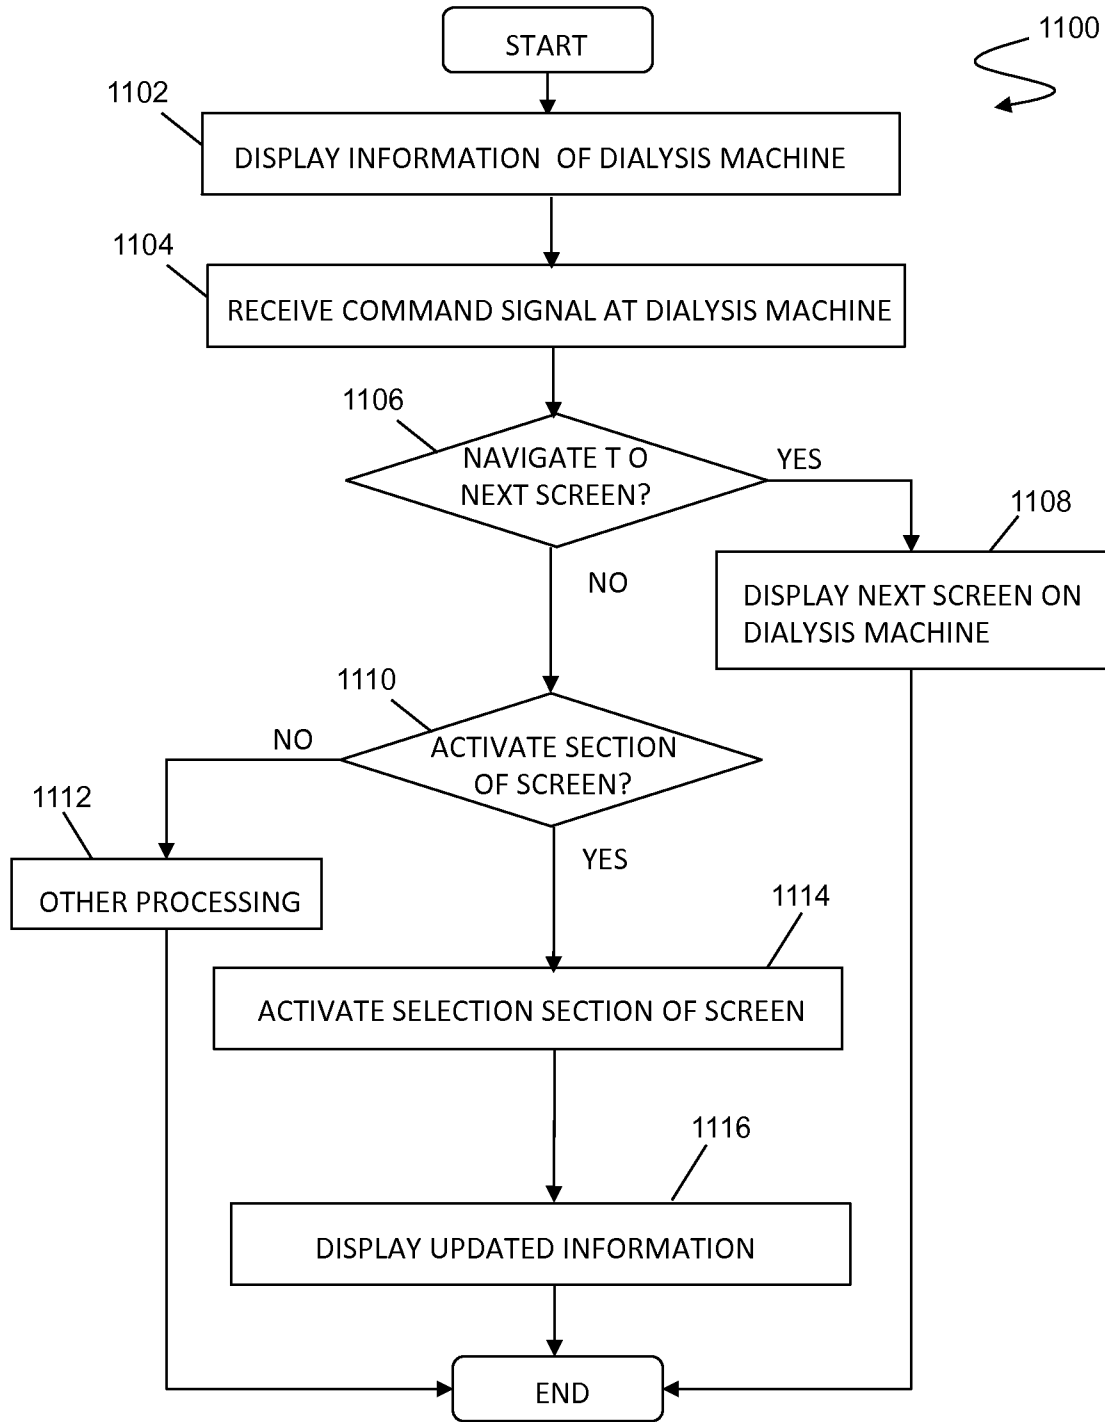 START
1100
1102
DISPLAY INFORMATION OF DIALYSIS MACHINE
1104
RECEIVE COMMAND SIGNAL AT DIALYSIS MACHINE
1106
NAVIGATE T O
NEXT SCREEN?
YES
1108
NO
DISPLAY NEXT SCREEN ON
DIALYSIS MACHINE
1110
NO
ACTIVATE SECTION
OF SCREEN?
1112
YES
OTHER PROCESSING
1114
ACTIVATE SELECTION SECTION OF SCREEN
1116
DISPLAY UPDATED INFORMATION
END